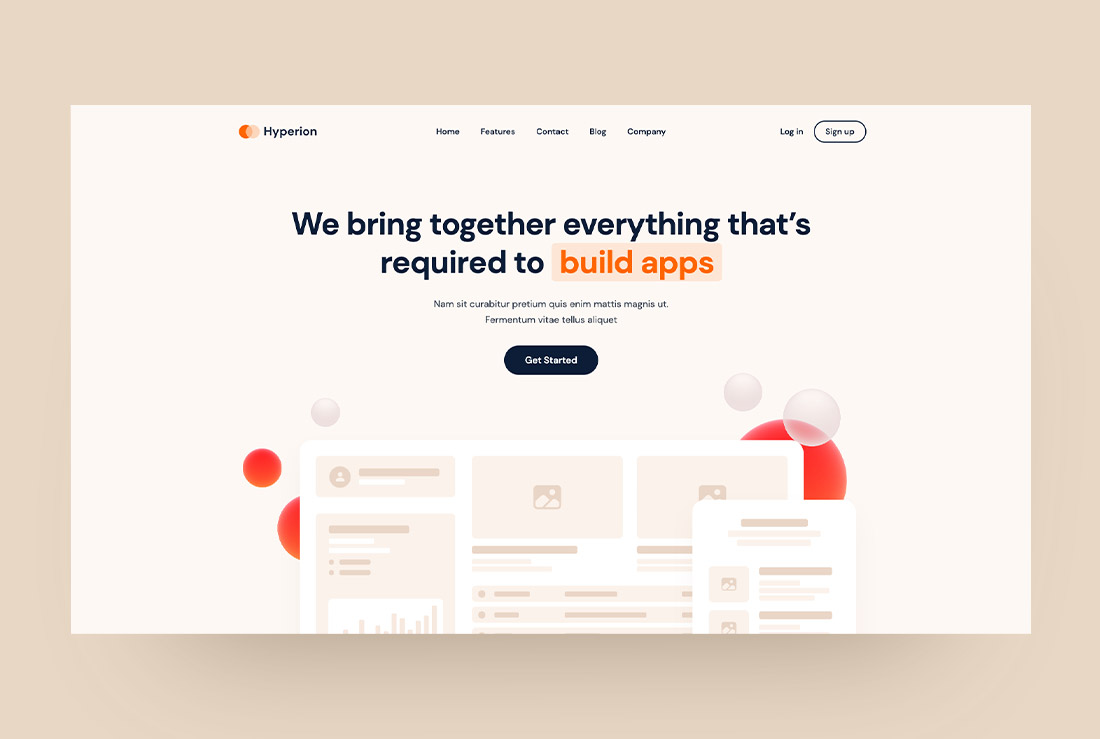 Hyperion
Home Features Contact Blog Company
Log in Sign up
We bring together everything that’s
required to build apps
Nam sit curabitur pretium quis enim mattis magnis ut.
Fermentum vitae tellus aliquet
Get Started